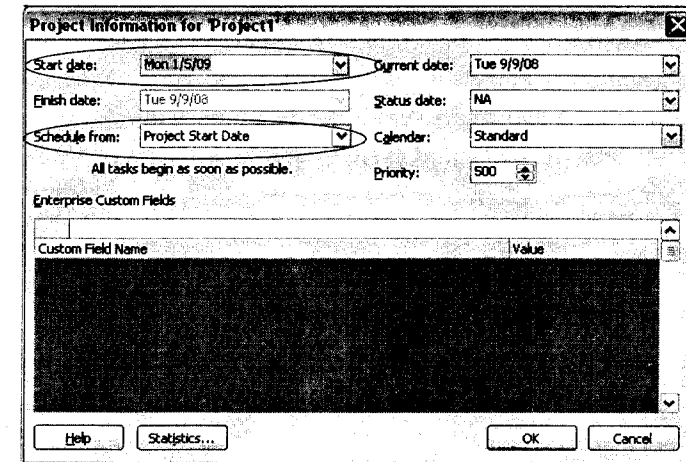 Project Information for 'Project1'
Start date: Mon 1/5/09 Current date: Tue 9/9/08
Finish date: Tue 9/9/08 Status date: NA
Schedule from: Project Start Date Calendar: Standard
All tasks begin as soon as possible. Priority: 500
Enterprise Custom Fields
Custom Field Name Value
Help Statistics... OK Cancel